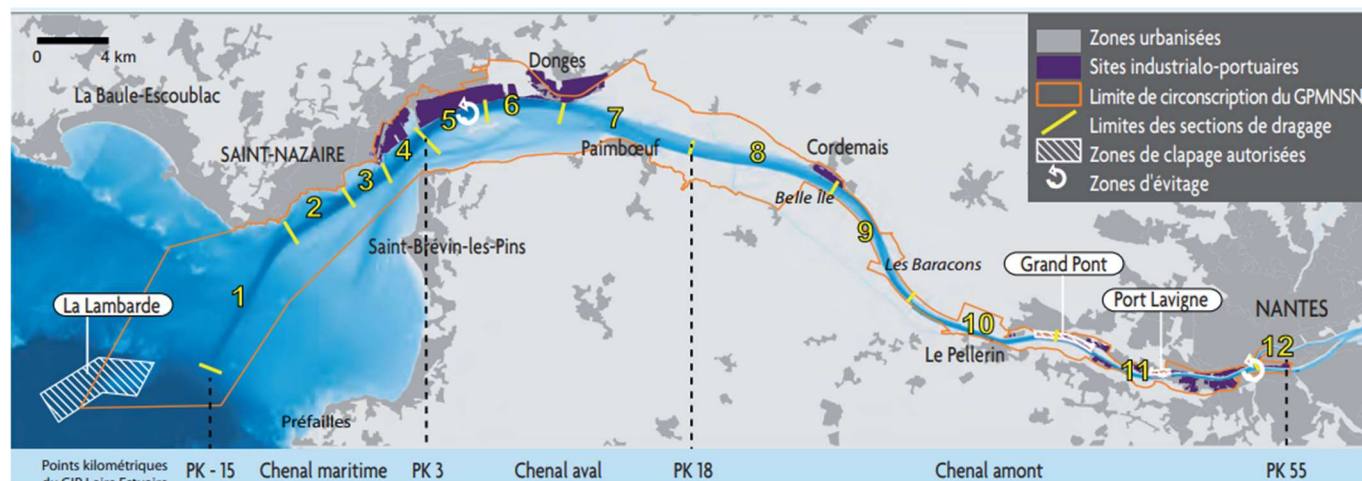 0 4 km
La Baule-Escoublac
SAINT-NAZAIRE
Donges
Paimbœuf
Cordemais
Belle Île
Saint-Brévin-les-Pins
Les Baracons
Grand Pont
Port Lavigne
NANTES
Le Pellerin
La Lambarde
Préfailles
1
2
3
4
5
6
7
8
9
10
11
12
Zones urbanisées
Sites industrialo-portuaires
Limite de circonscription du GPMNSN
Limites des sections de dragage
Zones de clapage autorisées
Zones d'évitage
Points kilométriques
du GIP Loire Estuaire
PK - 15 Chenal maritime PK 3 Chenal aval PK 18 Chenal amont PK 55